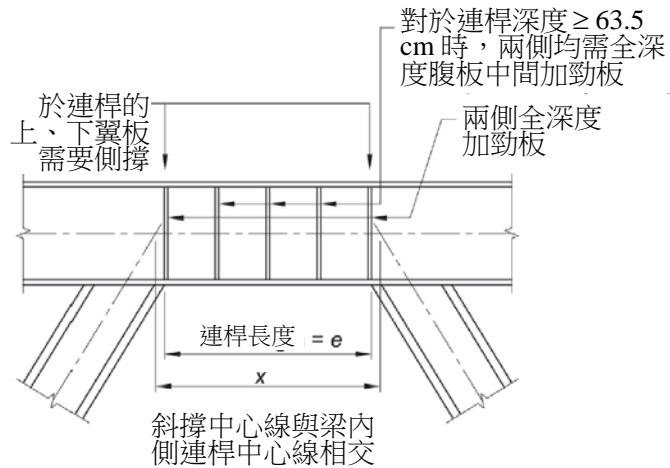 對於連桿深度 ≥ 63.5
cm 時，兩側均需全深
度腹板中間加勁板
於連桿的
上、下翼板
需要側撐
兩側全深度
加勁板
連桿長度 = e
x
斜撐中心線與梁內
側連桿中心線相交